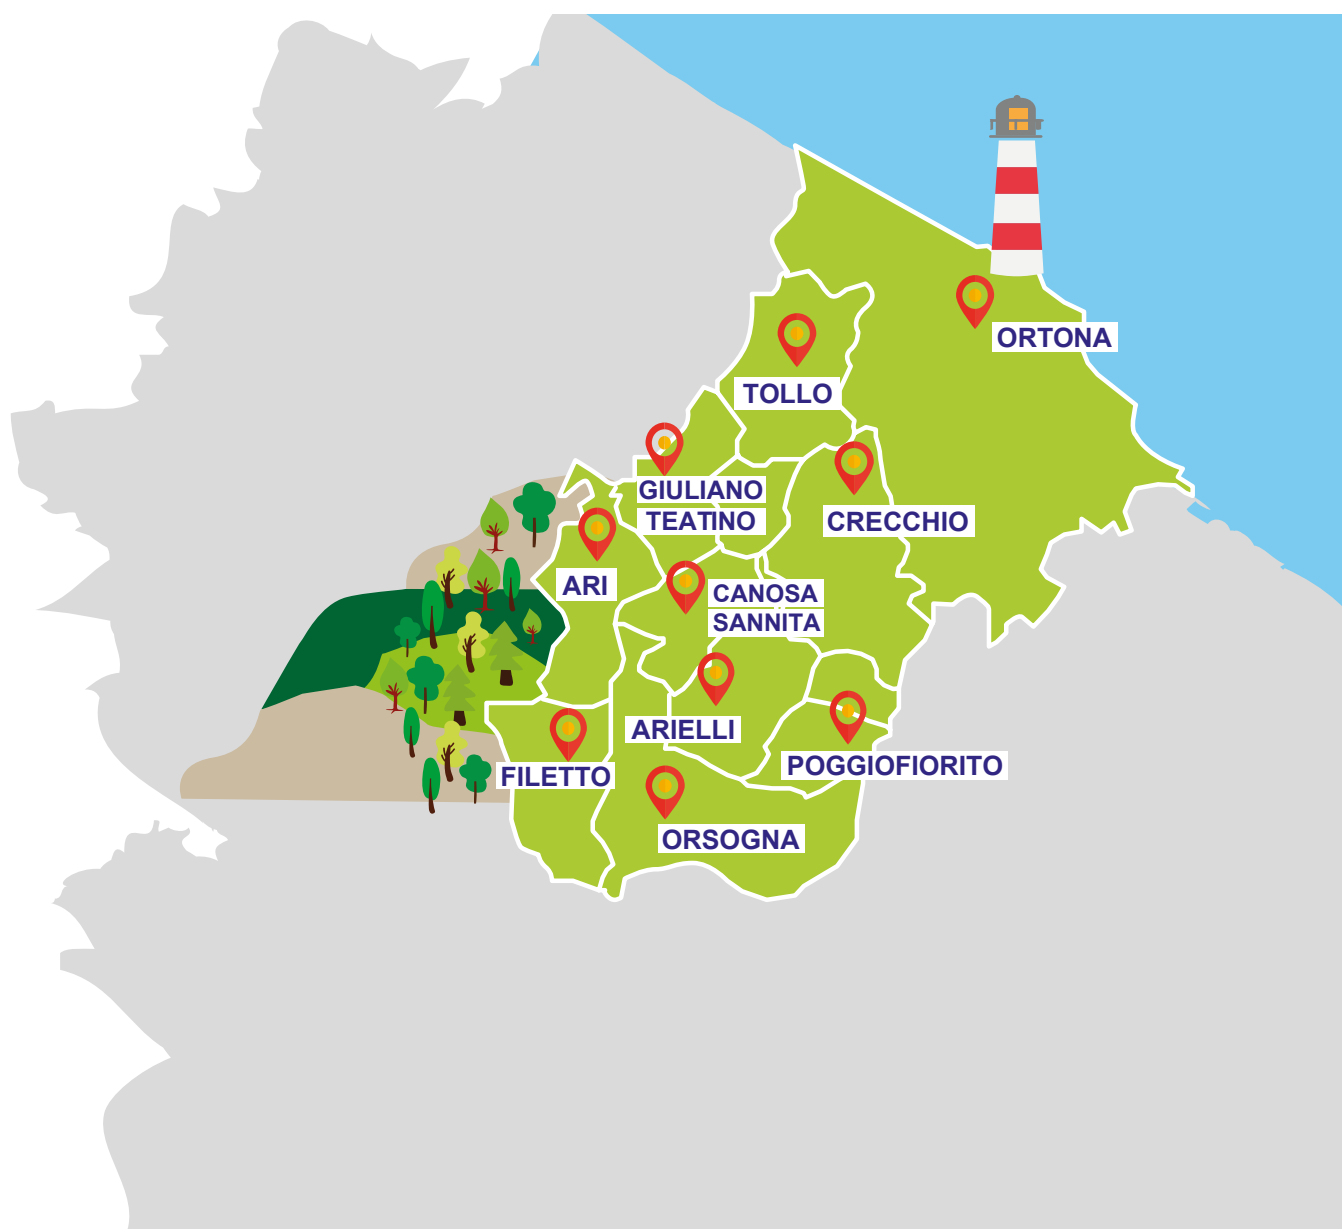 ORTONA
TOLLO
GIULIANO
TEATINO
CRECCHIO
ARI
CANOSA
SANNITA
ARIELLI
POGGIOFIORITO
FILETTO
ORSOGNA